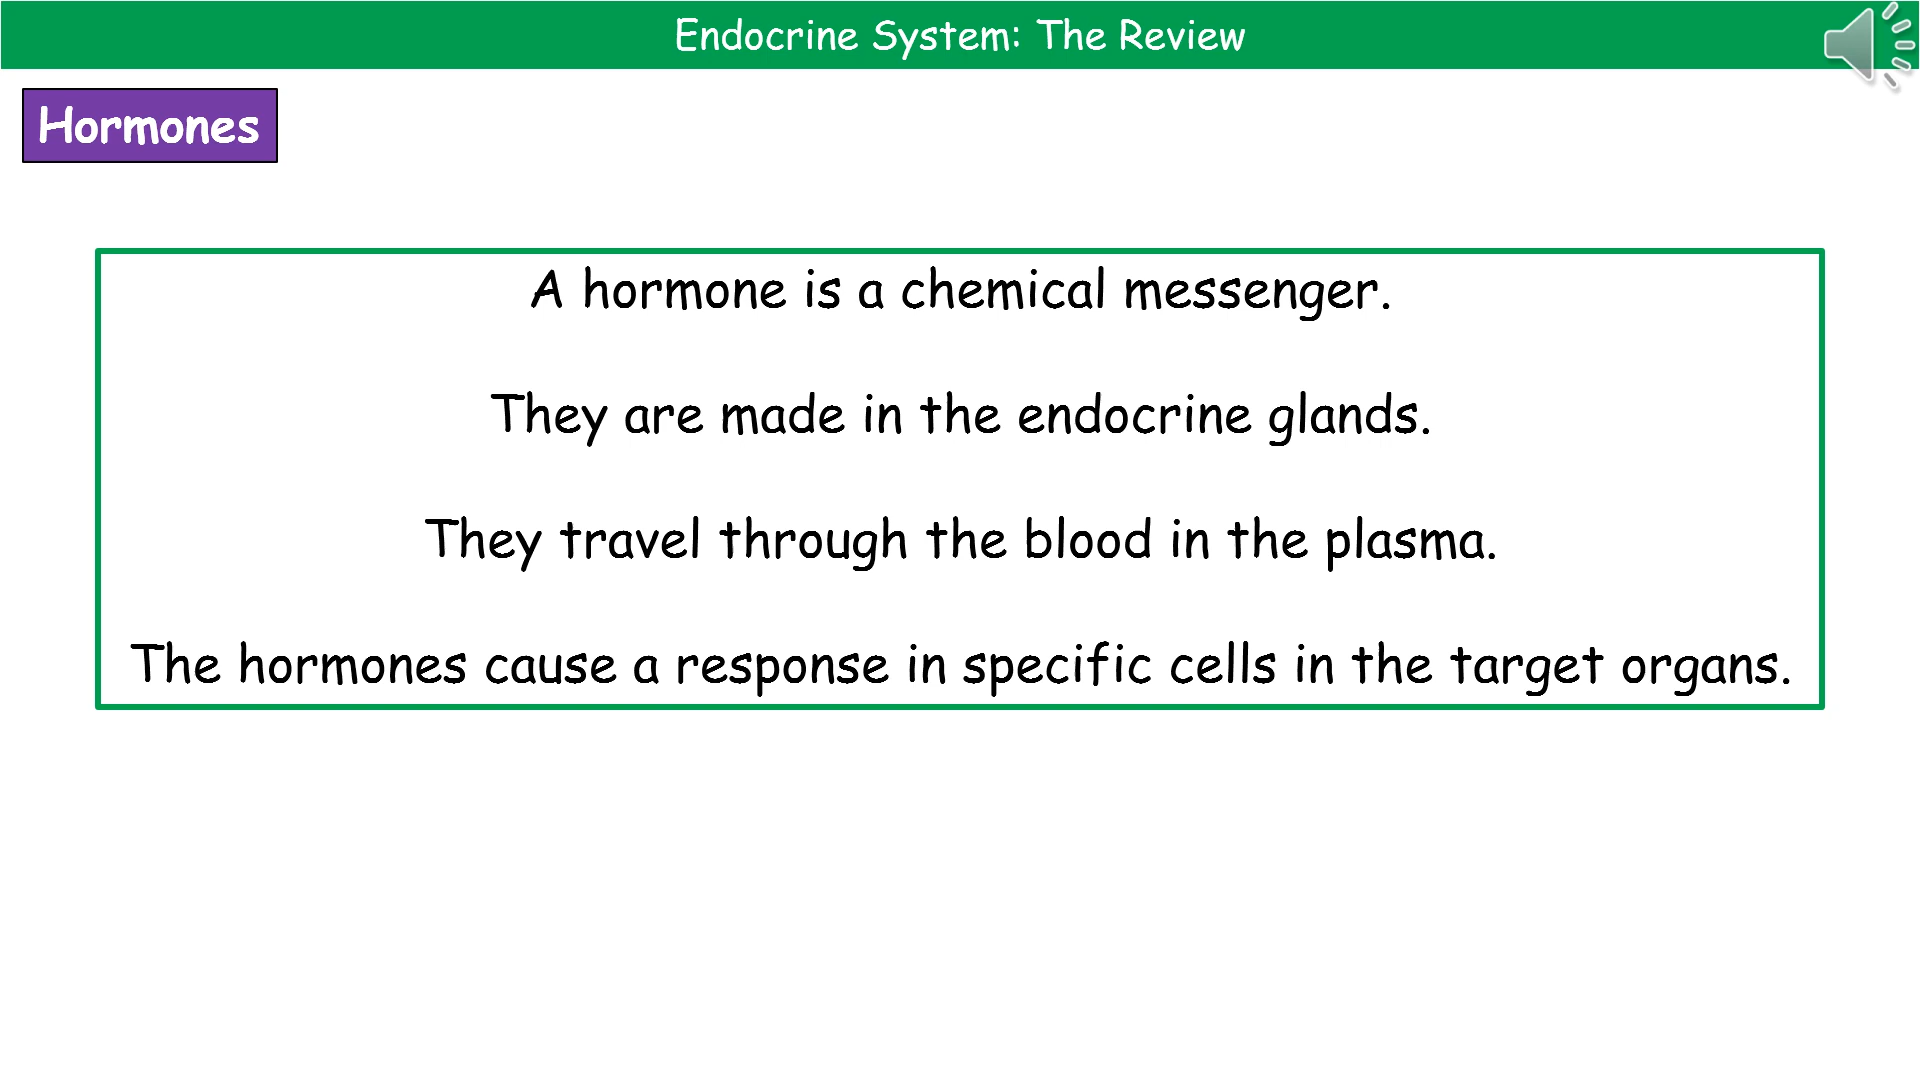 Endocrine System: The Review
Hormones
A hormone is a chemical messenger.
They are made in the endocrine glands.
They travel through the blood in the plasma.
The hormones cause a response in specific cells in the target organs.